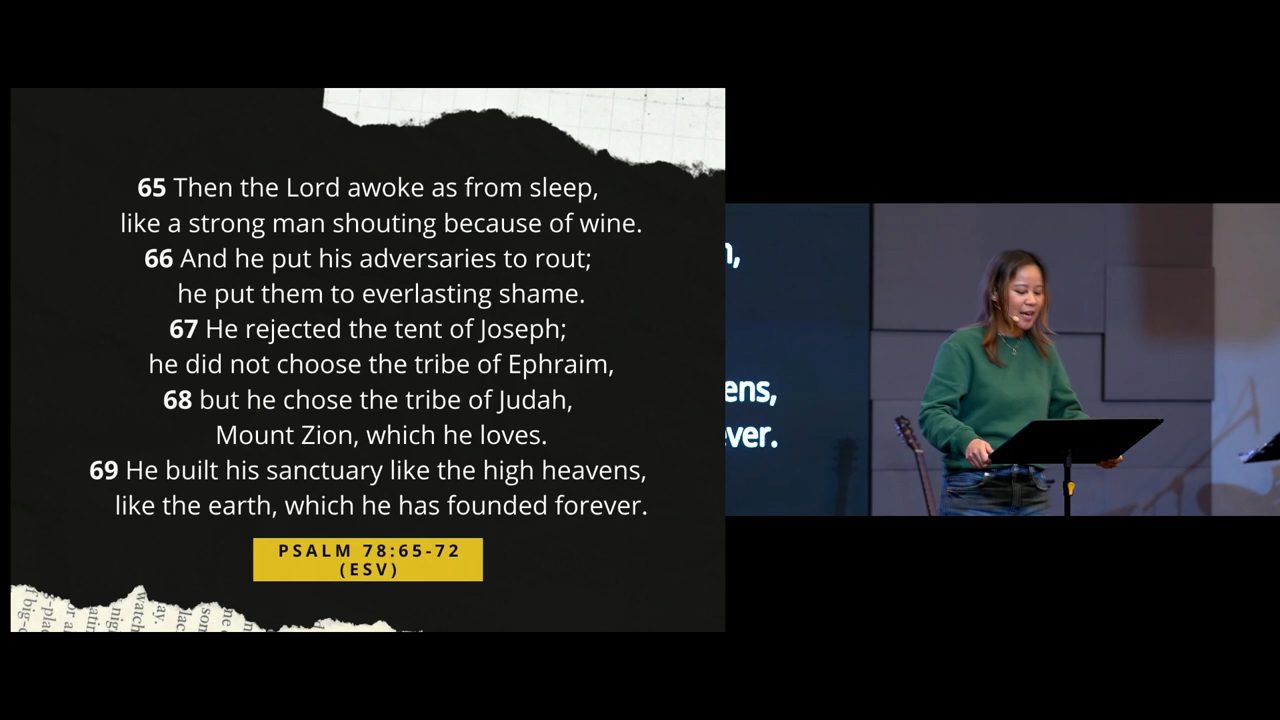 65 Then the Lord awoke as from sleep,
like a strong man shouting because of wine.
66 And he put his adversaries to rout;
he put them to everlasting shame.
67 He rejected the tent of Joseph;
he did not choose the tribe of Ephraim,
68 but he chose the tribe of Judah,
Mount Zion, which he loves.
69 He built his sanctuary like the high heavens,
like the earth, which he has founded forever.
PSALM 78:65-72
(ESV)
ens,
ver.